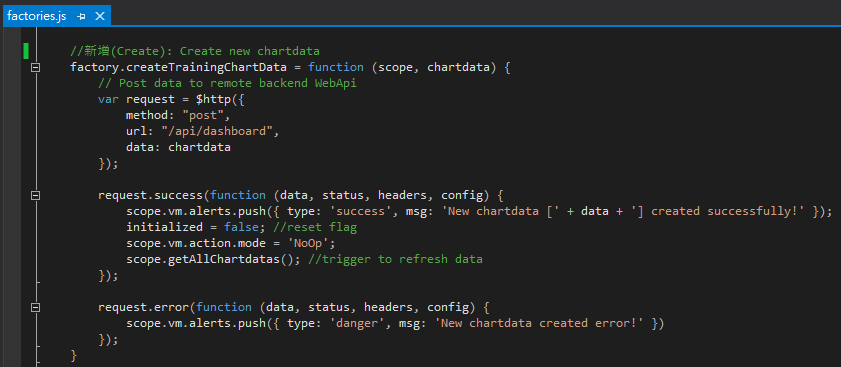 factories.js
//新增(Create): Create new chartdata
factory.createTrainingChartData = function (scope, chartdata) {
// Post data to remote backend WebApi
var request = $http({
method: "post",
url: "/api/dashboard",
data: chartdata
});
request.success(function (data, status, headers, config) {
scope.vm.alerts.push({ type: 'success', msg: 'New chartdata [' + data + '] created successfully!' });
initialized = false; //reset flag
scope.vm.action.mode = 'NoOp';
scope.getAllChartdatas(); //trigger to refresh data
});
request.error(function (data, status, headers, config) {
scope.vm.alerts.push({ type: 'danger', msg: 'New chartdata created error!' })
});
}